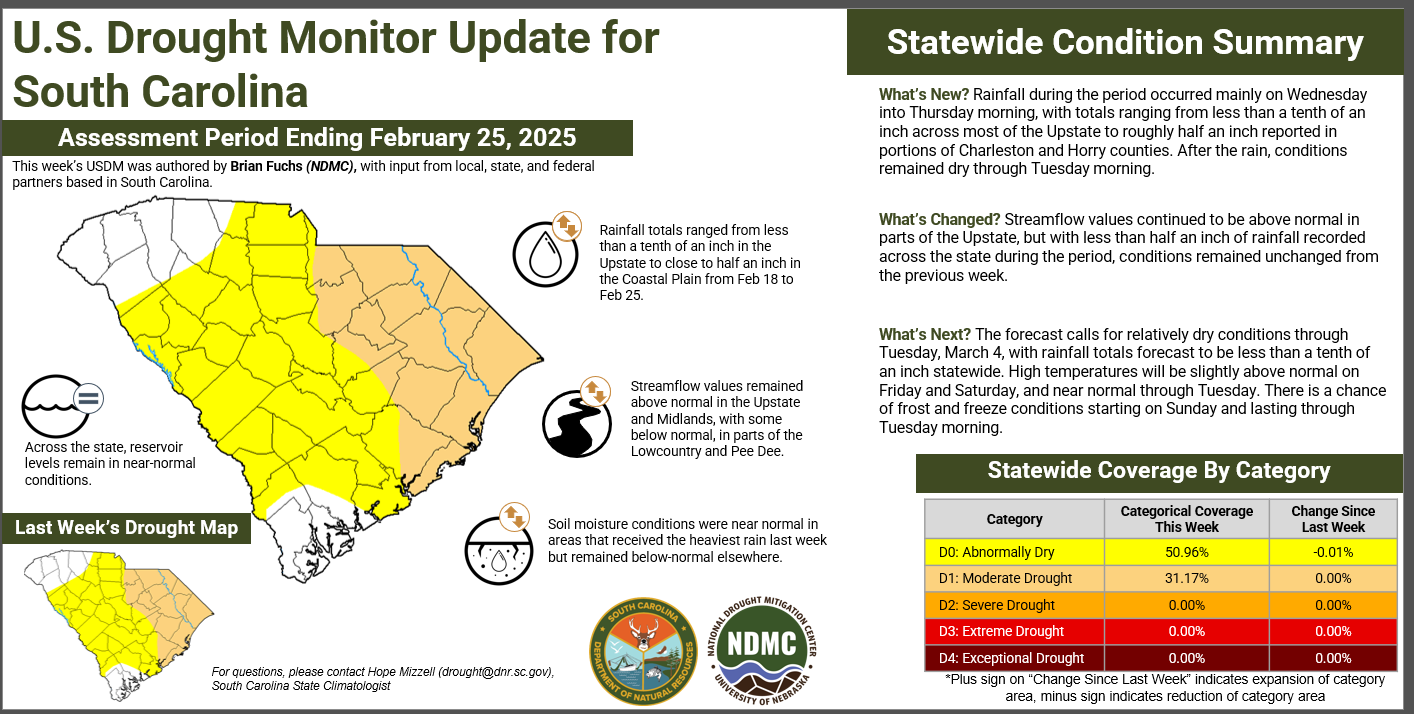 U.S. Drought Monitor Update for
South Carolina
Assessment Period Ending February 25, 2025
This week's USDM was authored by Brian Fuchs (NDMC), with input from local, state, and federal
partners based in South Carolina.
Rainfall totals ranged from less
than a tenth of an inch in the
Upstate to close to half an inch in
the Coastal Plain from Feb 18 to
Feb 25.
Streamflow values remained
above normal in the Upstate
and Midlands, with some
below normal, in parts of the
Lowcountry and Pee Dee.
Across the state, reservoir
levels remain in near-normal
conditions.
Soil moisture conditions were near normal in
areas that received the heaviest rain last week
but remained below-normal elsewhere.
Last Week's Drought Map
For questions, please contact Hope Mizzell (drought@dnr.sc.gov),
South Carolina State Climatologist
SOUTH CAROLINA
DEPARTMENT OF NATURAL RESOURCES
NATIONAL DROUGHT MITIGATION CENTER
NDMC
UNIVERSITY OF NEBRASKA
Statewide Condition Summary
What's New? Rainfall during the period occurred mainly on Wednesday
into Thursday morning, with totals ranging from less than a tenth of an
inch across most of the Upstate to roughly half an inch reported in
portions of Charleston and Horry counties. After the rain, conditions
remained dry through Tuesday morning.
What's Changed? Streamflow values continued to be above normal in
parts of the Upstate, but with less than half an inch of rainfall recorded
across the state during the period, conditions remained unchanged from
the previous week.
What's Next? The forecast calls for relatively dry conditions through
Tuesday, March 4, with rainfall totals forecast to be less than a tenth of
an inch statewide. High temperatures will be slightly above normal on
Friday and Saturday, and near normal through Tuesday. There is a chance
of frost and freeze conditions starting on Sunday and lasting through
Tuesday morning.
Statewide Coverage By Category
Category Categorical Coverage This Week Change Since Last Week
D0: Abnormally Dry 50.96% -0.01%
D1: Moderate Drought 31.17% 0.00%
D2: Severe Drought 0.00% 0.00%
D3: Extreme Drought 0.00% 0.00%
D4: Exceptional Drought 0.00% 0.00%
*Plus sign on "Change Since Last Week" indicates expansion of category
area, minus sign indicates reduction of category area